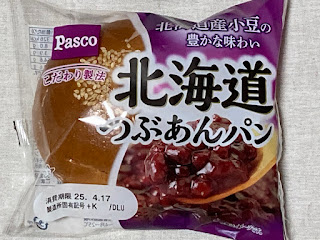 Pasco
北海道産小豆の
豊かな味わい
こだわり製法
北海道
つぶあんパン
消費期限 25. 4.17
製造所固有記号 +K /DLU